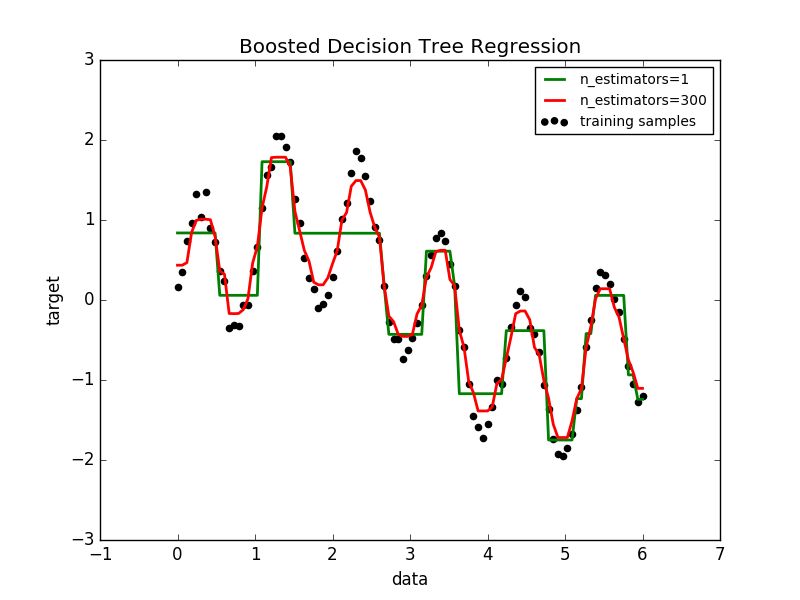 Boosted Decision Tree Regression
n_estimators=1
n_estimators=300
training samples
target
3
2
1
0
−1
−2
−3
−1 0 1 2 3 4 5 6 7
data